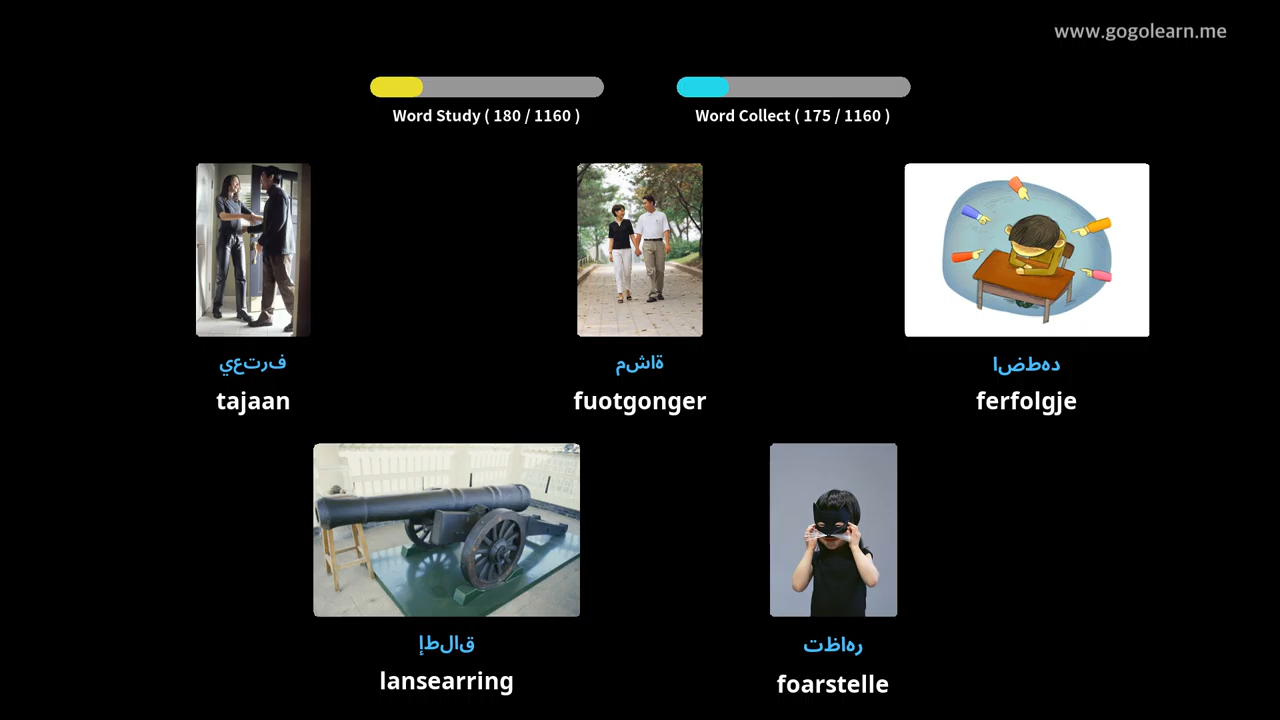 www.gogolearn.me
Word Study ( 180 / 1160 )
Word Collect ( 175 / 1160 )
فرتعي
ةاشم
دهطضا
tajaan
fuotgonger
ferfolgje
قالطإ
رهاظت
lansearring
foarstelle